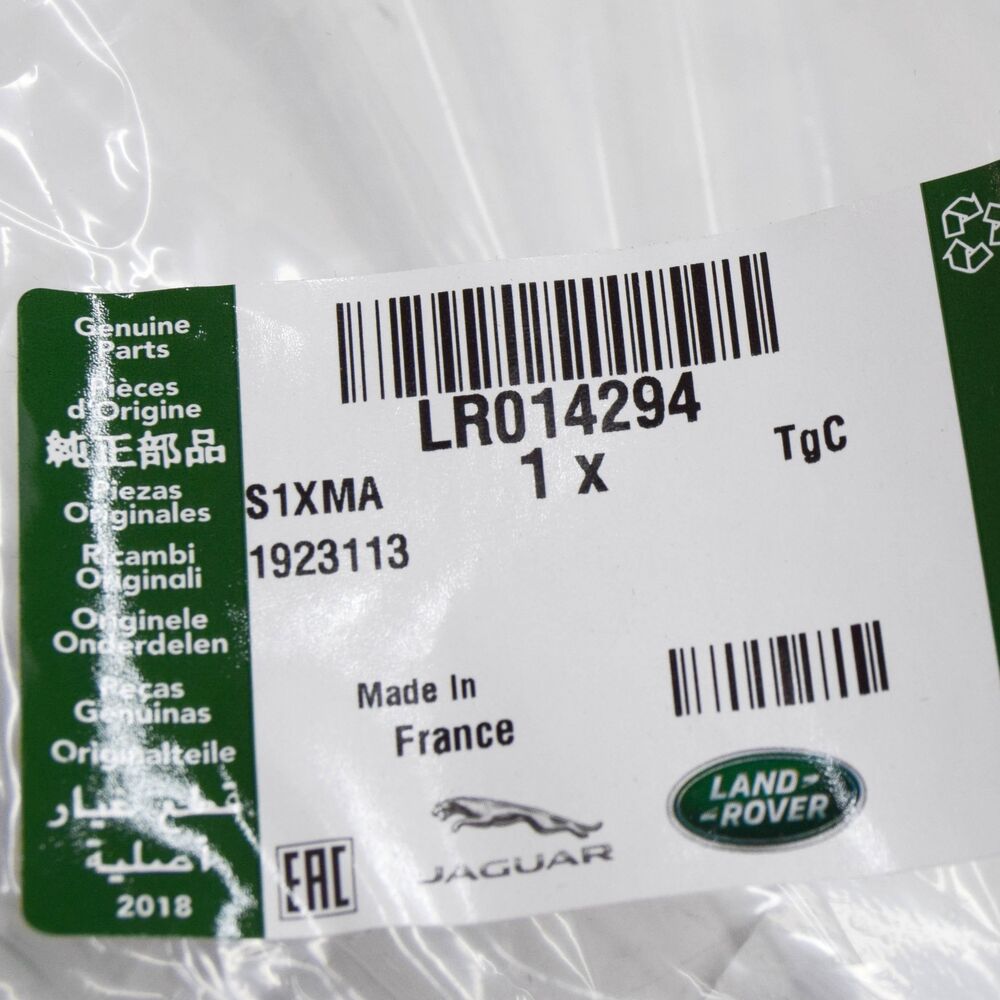 Genuine
Parts
Pièces
d'Origine
純正部品
Piezas
Originales
Ricambi
Originali
Originele
Onderdelen
Peças
Genuinas
Originalteile
قطع غيار
أصلية
2018
LR014294
1 x
TgC
S1XMA
1923113
Made In
France
EAC
JAGUAR
LAND-
-ROVER